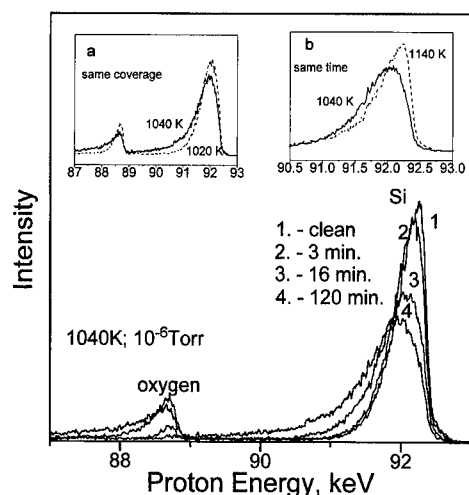 a
same coverage
1040 K
1020 K
87 88 89 90 91 92 93
b
same time
1140 K
1040 K
90.5 91.0 91.5 92.0 92.5 93.0
Intensity
Si
1. - clean
2. - 3 min.
3. - 16 min.
4. - 120 min.
1
2
3
4
1040K; 10⁻⁶Torr
oxygen
88 90 92
Proton Energy, keV